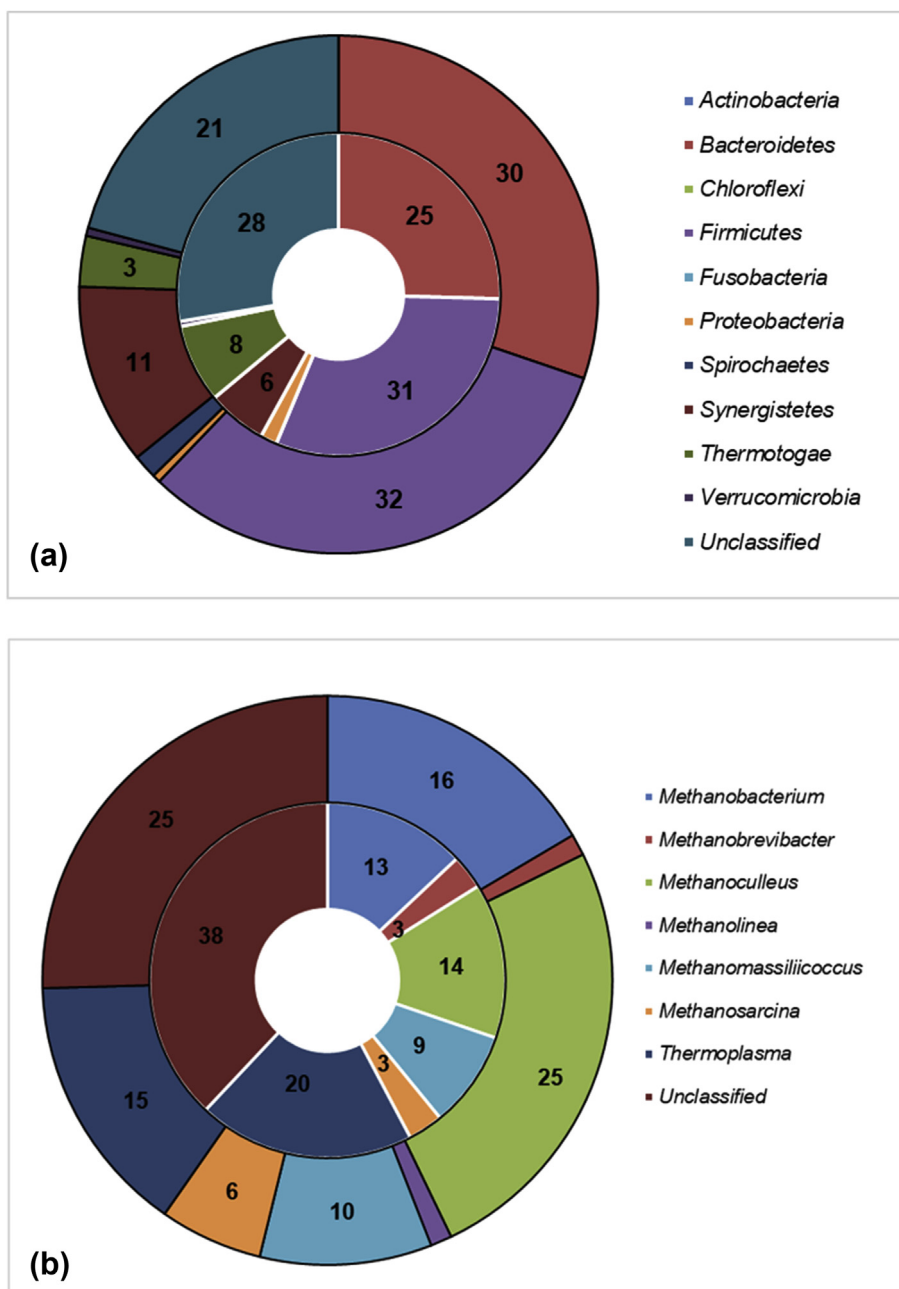 21
30
28
25
3
8
11
6
31
32
Actinobacteria
Bacteroidetes
Chloroflexi
Firmicutes
Fusobacteria
Proteobacteria
Spirochaetes
Synergistetes
Thermotogae
Verrucomicrobia
Unclassified
(a)
16
25
13
38
3
14
9
3
20
25
15
6
10
Methanobacterium
Methanobrevibacter
Methanoculleus
Methanolinea
Methanomassiliicoccus
Methanosarcina
Thermoplasma
Unclassified
(b)